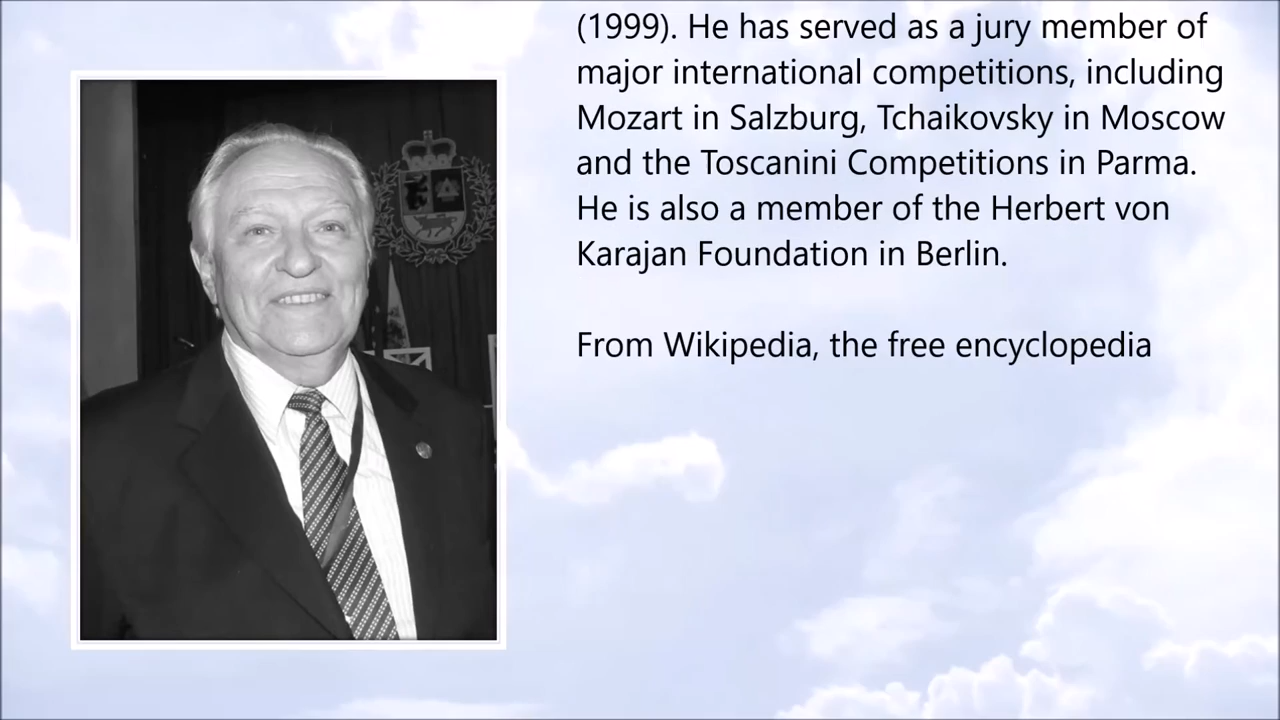 (1999). He has served as a jury member of
major international competitions, including
Mozart in Salzburg, Tchaikovsky in Moscow
and the Toscanini Competitions in Parma.
He is also a member of the Herbert von
Karajan Foundation in Berlin.
From Wikipedia, the free encyclopedia